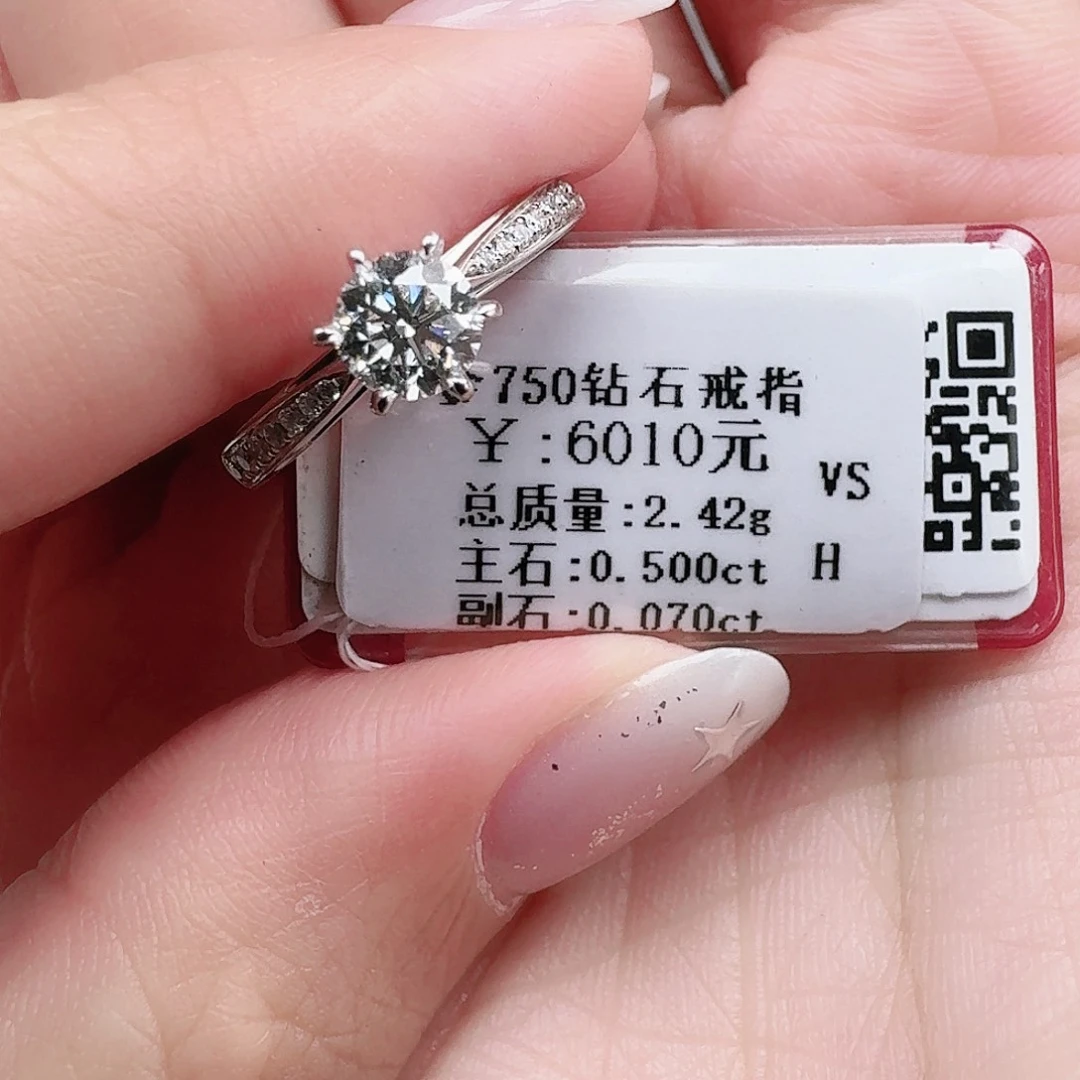 750钻石戒指
￥:6010元
VS
总质量:2.42g
主石:0.500ct H
副石:0.070ct